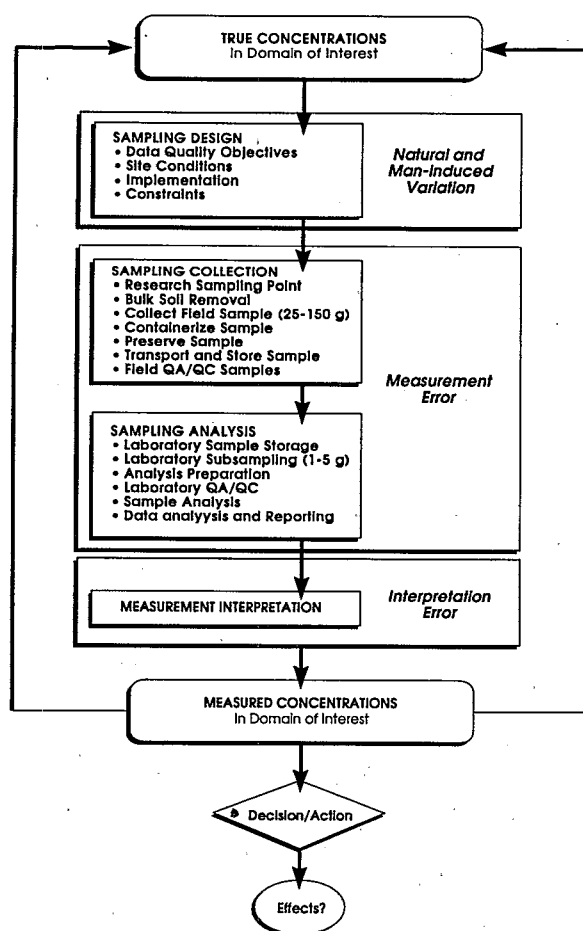 TRUE CONCENTRATIONS
In Domain of Interest
SAMPLING DESIGN
• Data Quality Objectives
• Site Conditions
• Implementation
• Constraints
Natural and
Man-induced
Variation
SAMPLING COLLECTION
• Research Sampling Point
• Bulk Soil Removal
• Collect Field Sample (25-150 g)
• Containerize Sample
• Preserve Sample
• Transport and Store Sample
• Field QA/QC Samples
Measurement
Error
SAMPLING ANALYSIS
• Laboratory Sample Storage
• Laboratory Subsampling (1-5 g)
• Analysis Preparation
• Laboratory QA/QC
• Sample Analysis
• Data analyysis and Reporting
MEASUREMENT INTERPRETATION
Interpretation
Error
MEASURED CONCENTRATIONS
In Domain of Interest
Decision/Action
Effects?